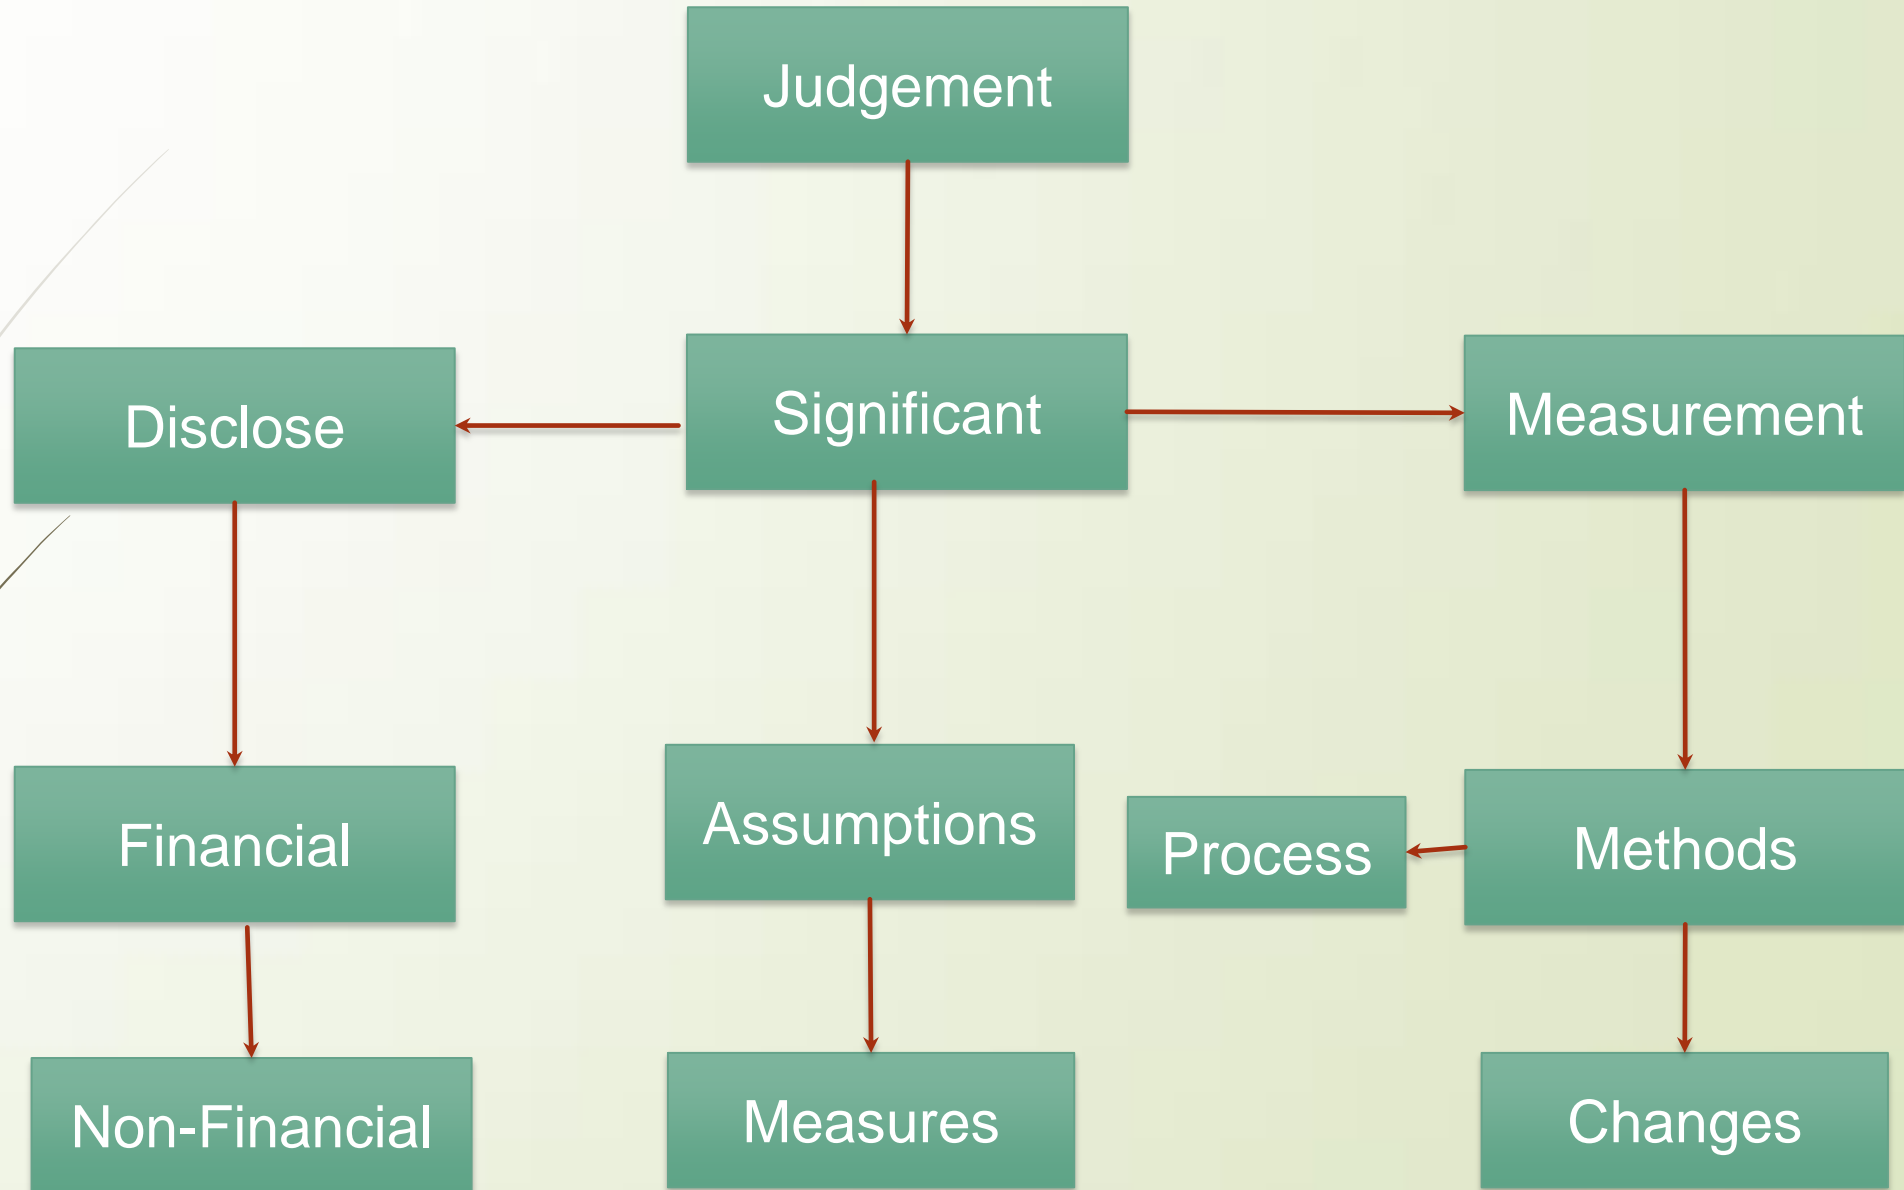 Judgement
Disclose
Significant
Measurement
Financial
Assumptions
Process
Methods
Non-Financial
Measures
Changes